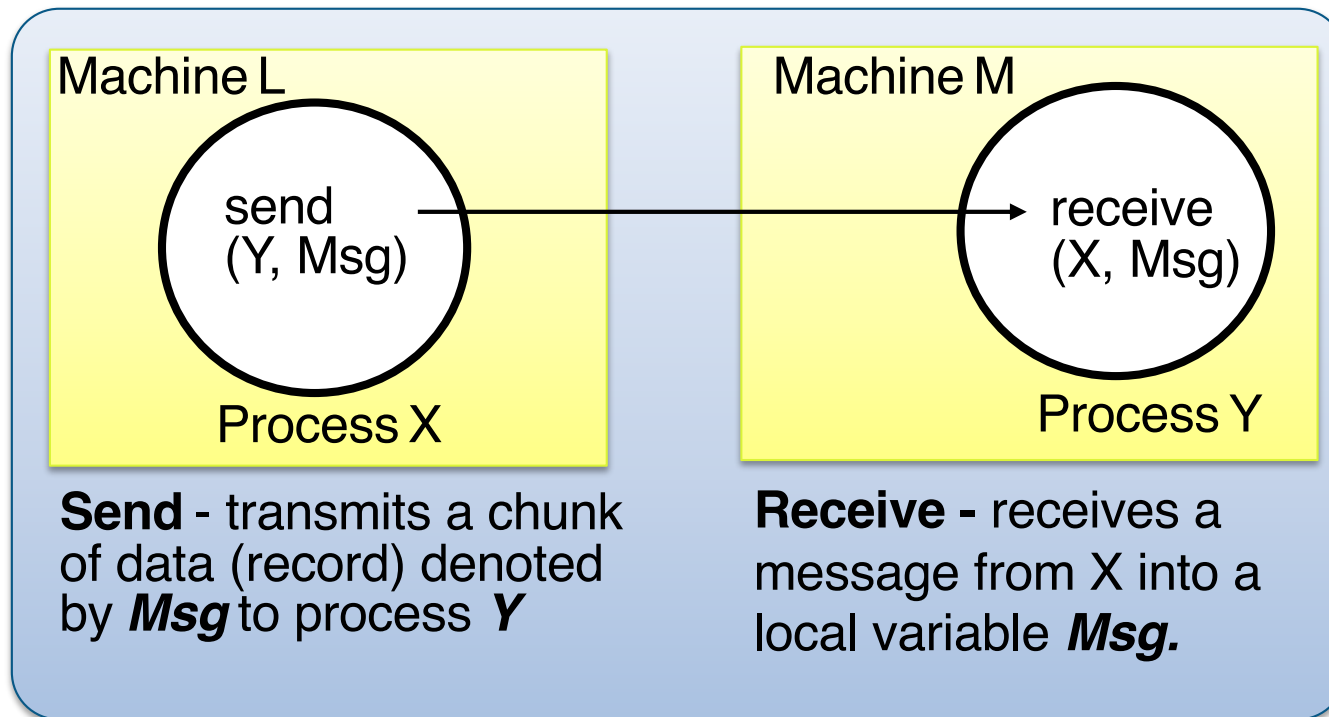 Machine L
send
(Y, Msg)
Process X
Send - transmits a chunk
of data (record) denoted
by Msg to process Y
Machine M
receive
(X, Msg)
Process Y
Receive - receives a
message from X into a
local variable Msg.